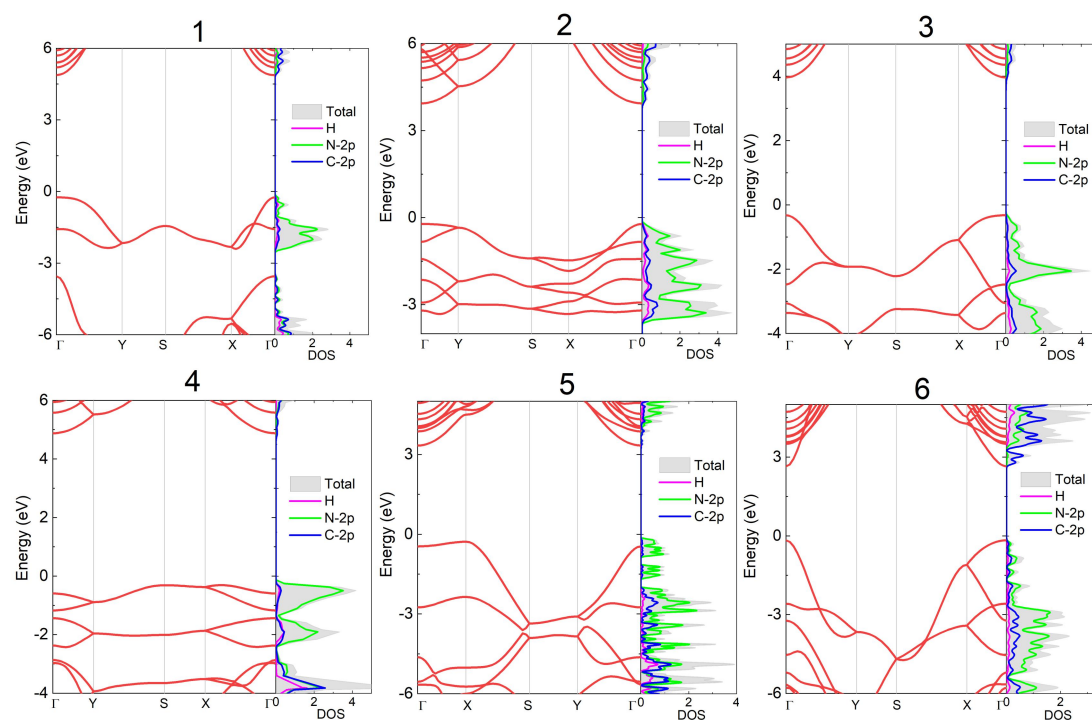 1
6
3
0
-3
-6
Energy (eV)
Γ Y S X Γ
0 2 4
DOS
Total
H
N-2p
C-2p
2
6
3
0
-3
Energy (eV)
Γ Y S X Γ
0 2 4
DOS
Total
H
N-2p
C-2p
3
4
2
0
-2
-4
Energy (eV)
Γ Y S X Γ
0 2 4
DOS
Total
H
N-2p
C-2p
4
6
4
2
0
-2
-4
Energy (eV)
Γ Y S X Γ
0 2 4
DOS
Total
H
N-2p
C-2p
5
3
0
-3
-6
Energy (eV)
Γ X S Y Γ
0 2 4
DOS
Total
H
N-2p
C-2p
6
3
0
-3
-6
Energy (eV)
Γ Y S X Γ
0 2
DOS
Total
H
N-2p
C-2p